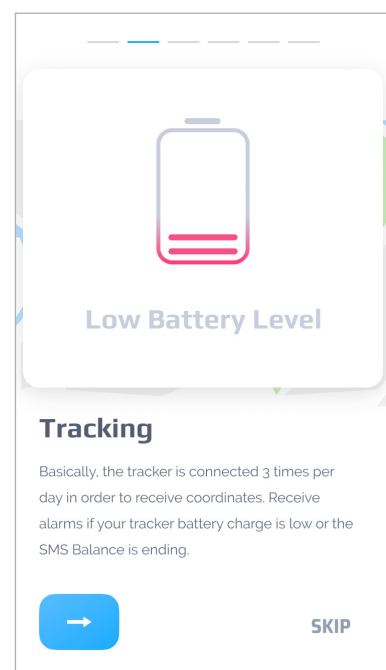 Low Battery Level
Tracking
Basically, the tracker is connected 3 times per
day in order to receive coordinates. Receive
alarms if your tracker battery charge is low or the
SMS Balance is ending.
SKIP